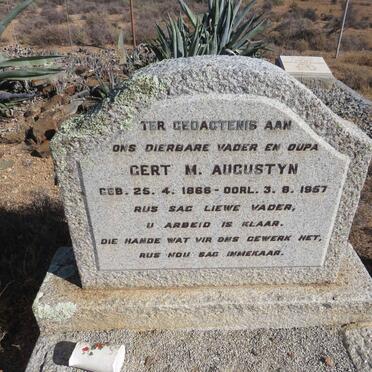 TER GEDAGTENIS AAN
ONS DIERBARE VADER EN OUPA
GERT M. AUGUSTYN
GEB. 25. 4. 1866 - OORL. 3. 8. 1957
RUS SAG LIEWE VADER,
U ARBEID IS KLAAR.
DIE HANDE WAT VIR ONS GEWERK HET,
RUS NOU SAG INMEKAAR.